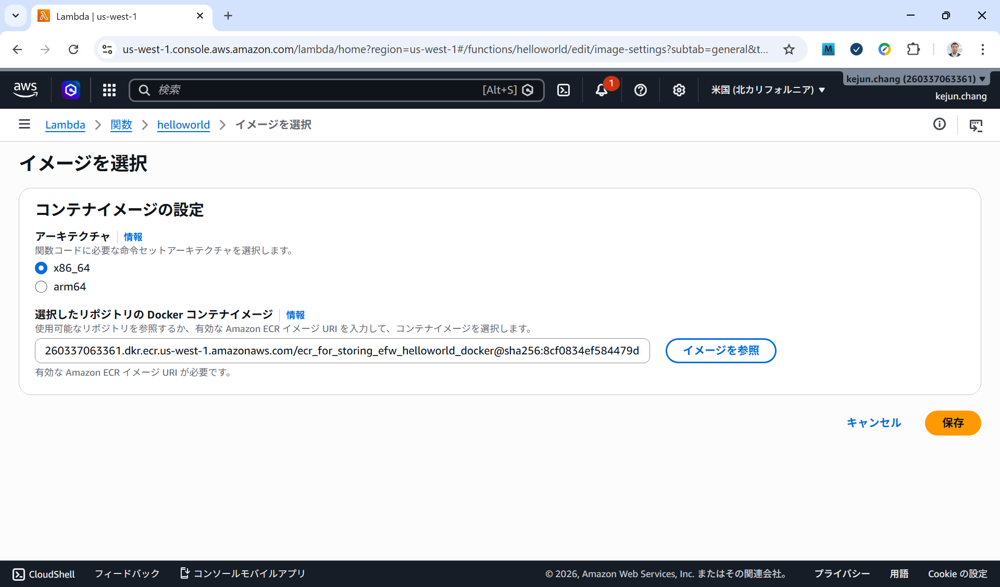 Lambda | us-west-1
us-west-1.console.aws.amazon.com/lambda/home?region=us-west-1#/functions/helloworld/edit/image-settings?subtab=general&t...
M
aws
検索
[Alt+S]
1
米国 (北カリフォルニア) ▼
kejun.chang (260337063361) ▼
kejun.chang
Lambda > 関数 > helloworld > イメージを選択
イメージを選択
コンテナイメージの設定
アーキテクチャ | 情報
関数コードに必要な命令セットアーキテクチャを選択します。
x86_64
arm64
選択したリポジトリの Docker コンテナイメージ | 情報
使用可能なリポジトリを参照するか、有効な Amazon ECR イメージ URI を入力して、コンテナイメージを選択します。
260337063361.dkr.ecr.us-west-1.amazonaws.com/ecr_for_storing_efw_helloworld_docker@sha256:8cf0834ef584479d
イメージを参照
有効な Amazon ECR イメージ URI が必要です。
キャンセル
保存
CloudShell フィードバック コンソールモバイルアプリ © 2026, Amazon Web Services, Inc. またはその関連会社。 プライバシー 用語 Cookie の設定